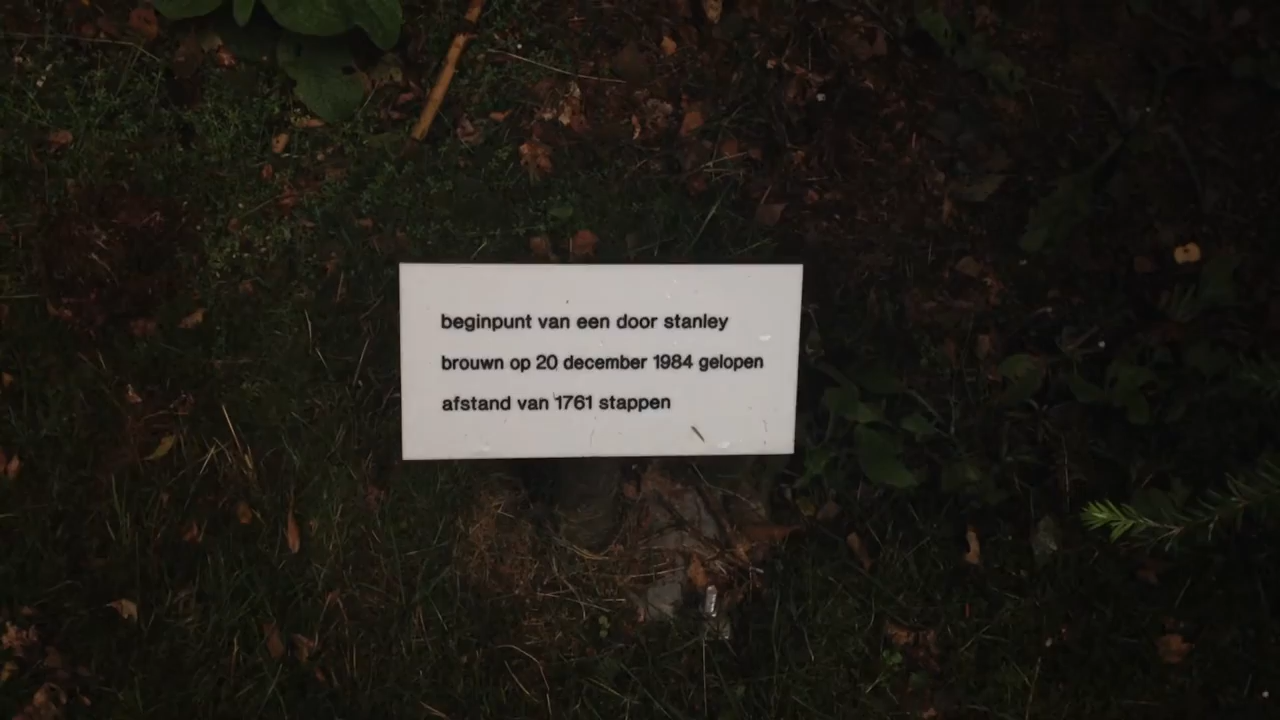 beginpunt van een door stanley
brouwn op 20 december 1984 gelopen
afstand van 1761 stappen